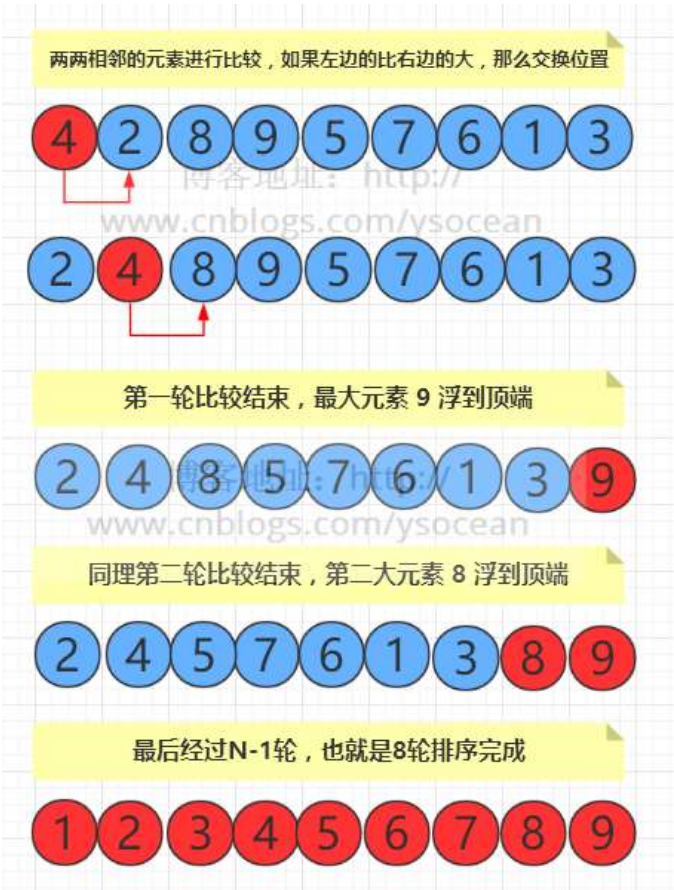 两两相邻的元素进行比较，如果左边的比右边的大，那么交换位置
4 2 8 9 5 7 6 1 3
博客地址：http://
www.cnblogs.com/ysocean
2 4 8 9 5 7 6 1 3
第一轮比较结束，最大元素 9 浮到顶端
2 4 8 5 7 6 1 3 9
博客地址：http://
www.cnblogs.com/ysocean
同理第二轮比较结束，第二大元素 8 浮到顶端
2 4 5 7 6 1 3 8 9
最后经过N-1轮，也就是8轮排序完成
1 2 3 4 5 6 7 8 9